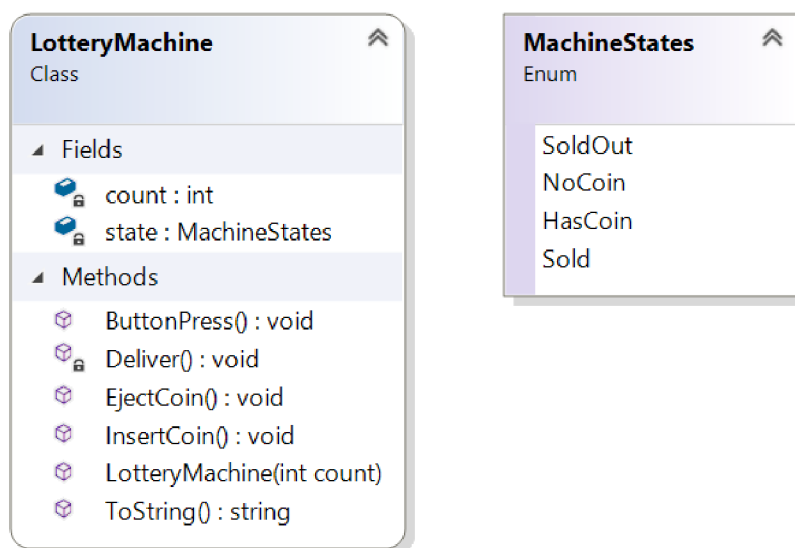 LotteryMachine
Class
Fields
count : int
state : MachineStates
Methods
ButtonPress() : void
Deliver() : void
EjectCoin() : void
InsertCoin() : void
LotteryMachine(int count)
ToString() : string
MachineStates
Enum
SoldOut
NoCoin
HasCoin
Sold